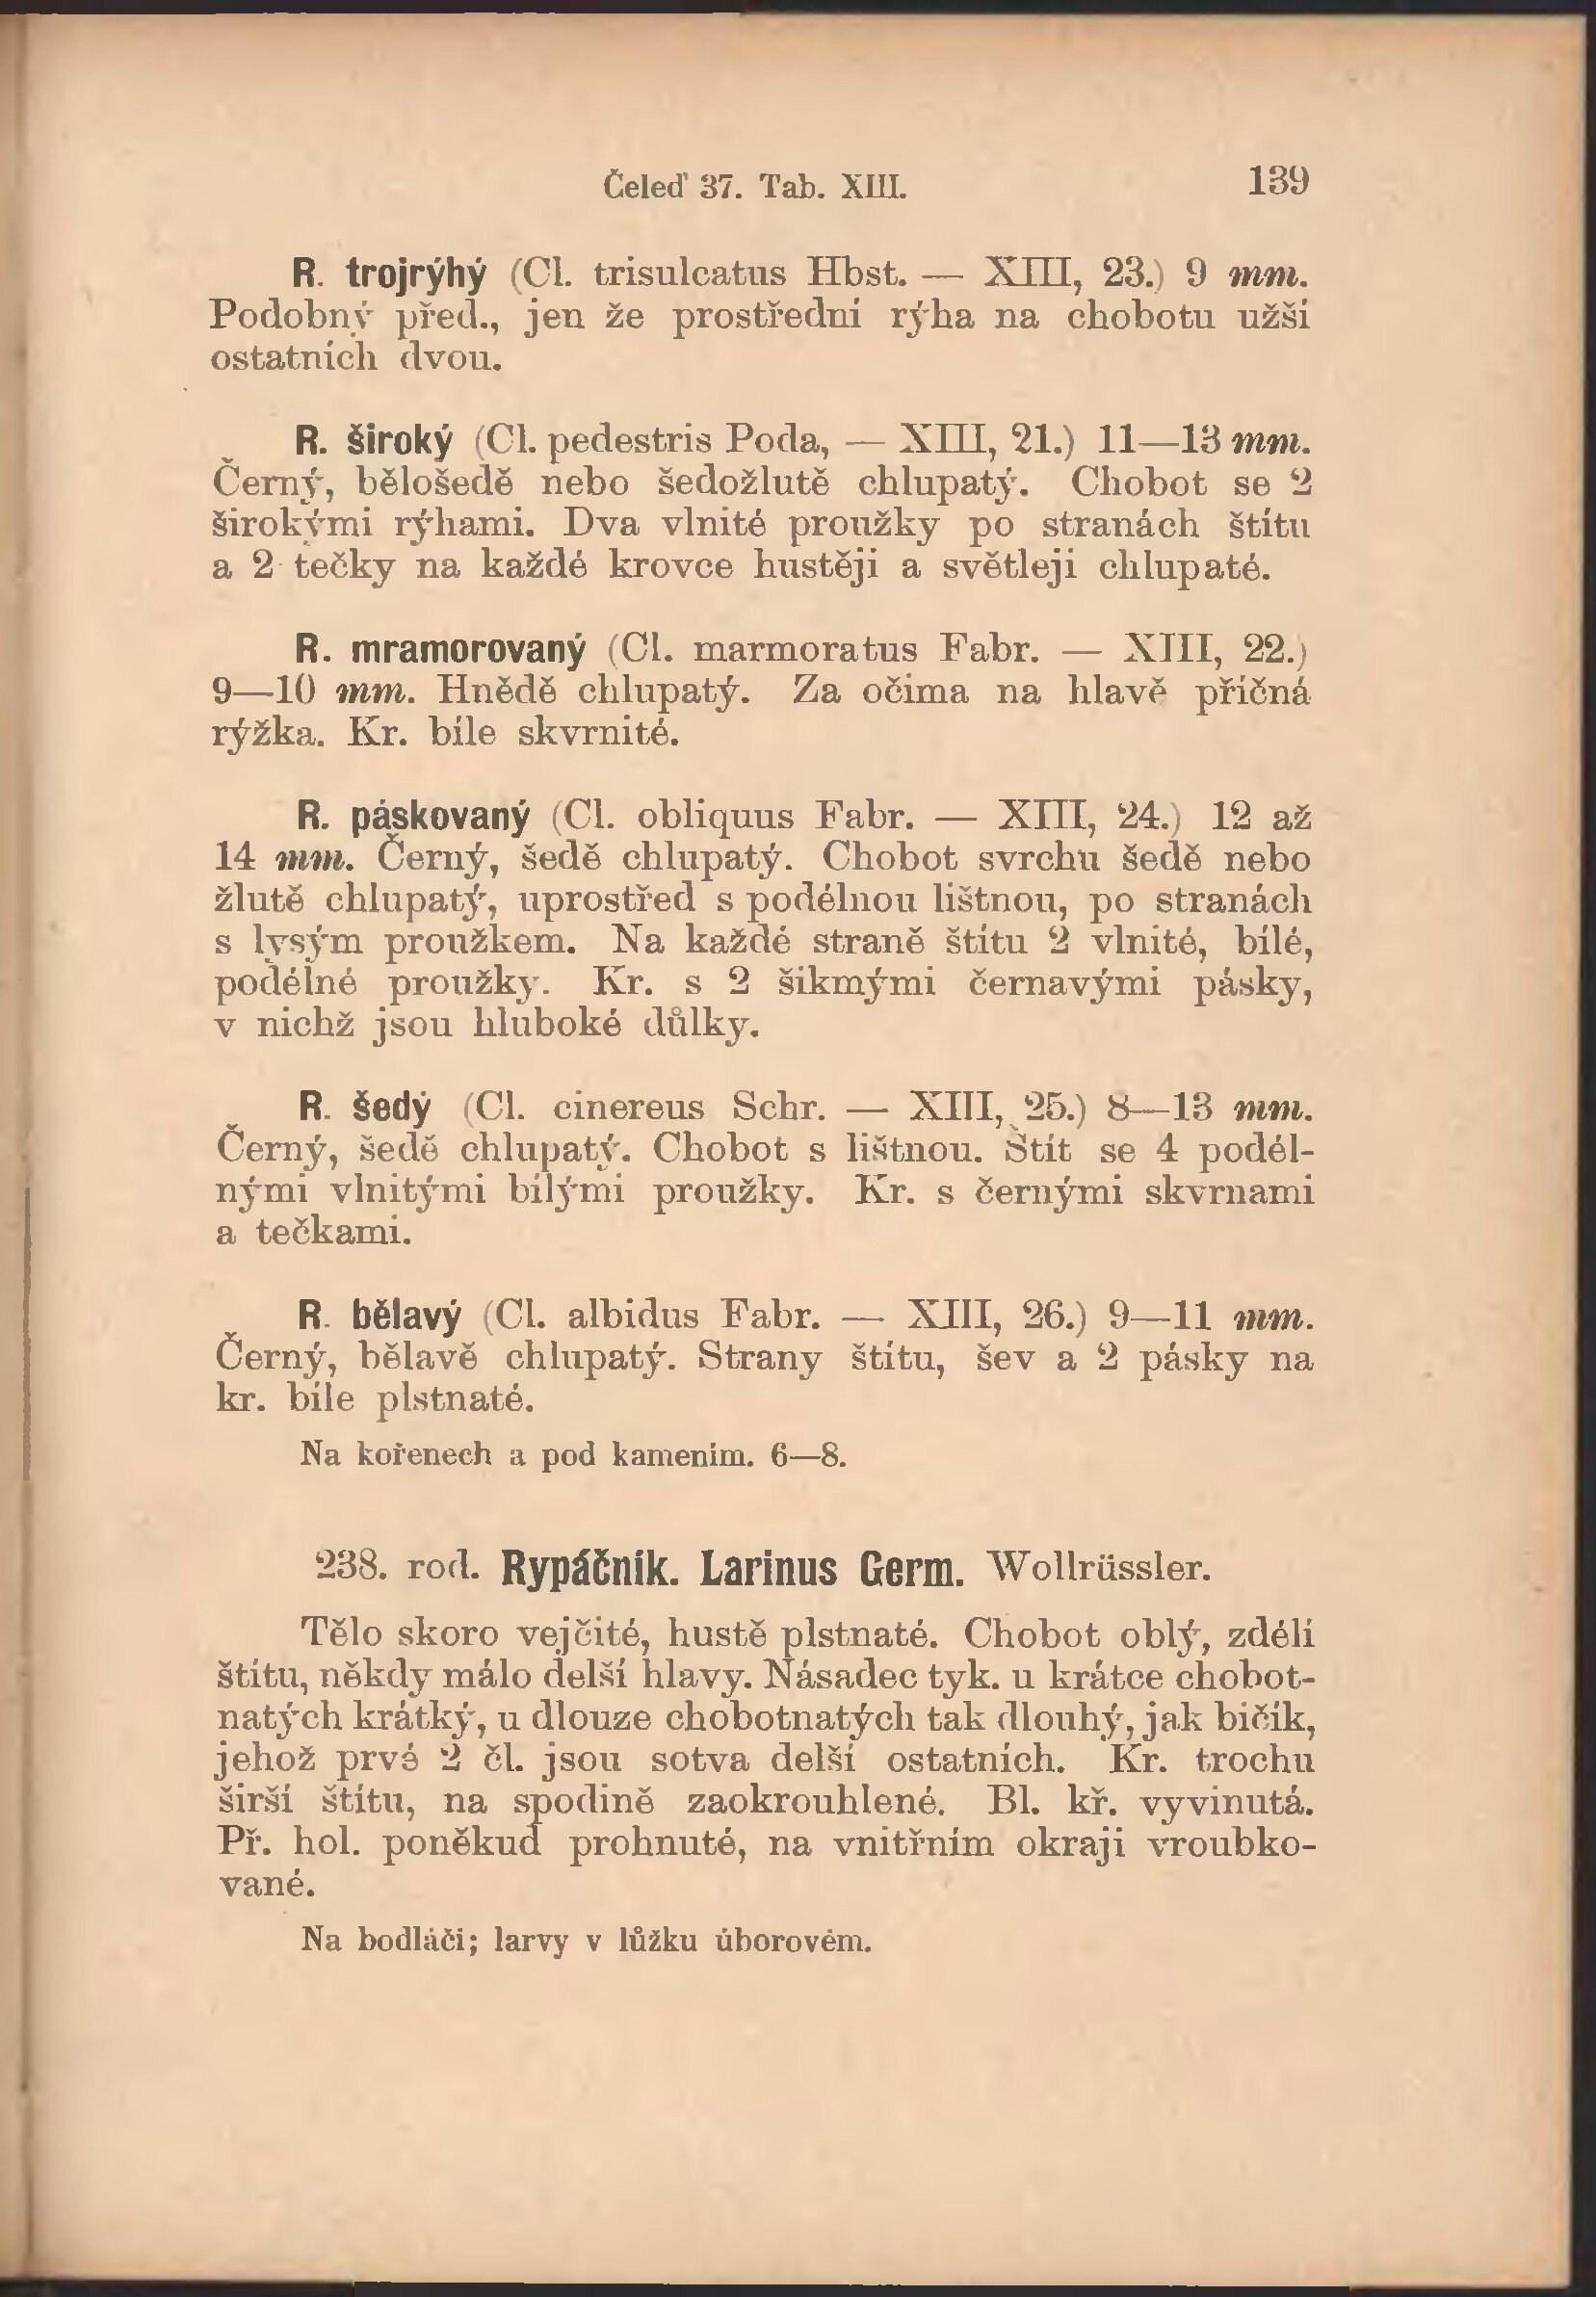 Čeleď 37. Tab. XIII. 139
R. trojrýhý (Cl. trisulcatus Hbst. — XIII, 23.) 9 mm.
Podobný před., jen že prostřední rýha na chobotu užší
ostatních dvou.
R. široký (Cl. pedestris Poda, — XIII, 21.) 11—13 mm.
Černý, bělošedě nebo šedožlutě chlupatý. Chobot se 2
širokými rýhami. Dva vlnité proužky po stranách štítu
a 2 tečky na každé krovce hustěji a světleji chlupaté.
R. mramorovaný (Cl. marmoratus Fabr. — XIII, 22.)
9—10 mm. Hnědě chlupatý. Za očima na hlavě příčná
rýžka. Kr. bíle skvrnité.
R. páskovaný (Cl. obliquus Fabr. — XIII, 24.) 12 až
14 mm. Černý, šedě chlupatý. Chobot svrchu šedě nebo
žlutě chlupatý, uprostřed s podélnou lištnou, po stranách
s lysým proužkem. Na každé straně štítu 2 vlnité, bílé,
podélné proužky. Kr. s 2 šikmými černavými pásky,
v nichž jsou hluboké důlky.
R. šedý (Cl. cinereus Schr. — XIII, 25.) 8—13 mm.
Černý, šedě chlupatý. Chobot s lištnou. Štít se 4 podél-
nými vlnitými bílými proužky. Kr. s černými skvrnami
a tečkami.
R. bělavý (Cl. albidus Fabr. — XIII, 26.) 9—11 mm.
Černý, bělavě chlupatý. Strany štítu, šev a 2 pásky na
kr. bíle plstnaté.
Na kořenech a pod kamením. 6—8.
238. rod. Rypáčník. Larinus Germ. Wollrüssler.
Tělo skoro vejčité, hustě plstnaté. Chobot oblý, zdélí
štítu, někdy málo delší hlavy. Násadec tyk. u krátce chobot-
natých krátký, u dlouze chobotnatých tak dlouhý, jak bičík,
jehož prvé 2 čl. jsou sotva delší ostatních. Kr. trochu
širší štítu, na spodině zaokrouhlené. Bl. kř. vyvinutá.
Př. hol. poněkud prohnuté, na vnitřním okraji vroubko-
vané.
Na bodláčí; larvy v lůžku úborovém.